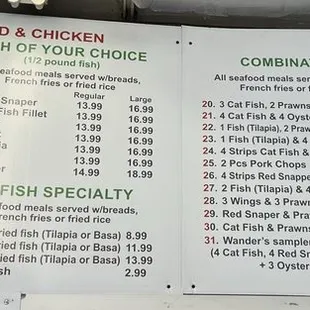 D & CHICKEN
H OF YOUR CHOICE
(1/2 pound fish)
seafood meals served w/breads,
French fries or fried rice
Regular Large
Snaper 13.99 16.99
Fish Fillet 13.99 16.99
13.99 16.99
13.99 16.99
13.99 16.99
13.99 16.99
14.99 18.99
FISH SPECIALTY
afood meals served w/breads,
rench fries or fried rice
ried fish (Tilapia or Basa) 8.99
ried fish (Tilapia or Basa) 11.99
ried fish (Tilapia or Basa) 13.99
sh 2.99
COMBINAT
All seafood meals ser
French fri
20. 3 Cat Fish, 2 Prawns
21. 4 Cat Fish & 4 Oyste
22. 1 Fish (Tilapia), 2 Praw
23. 1 Fish (Tilapia) & 4
24. 4 Strips Cat Fish &
25. 2 Pcs Pork Chops
26. 4 Strips Red Snappe
27. 2 Fish (Tilapia) & 4
28. 3 Wings & 3 Prawn
29. Red Snaper & Pra
30. Cat Fish & Prawns
31. Wander's sampler
(4 Cat Fish, 4 Red Sn
+ 3 Oyster